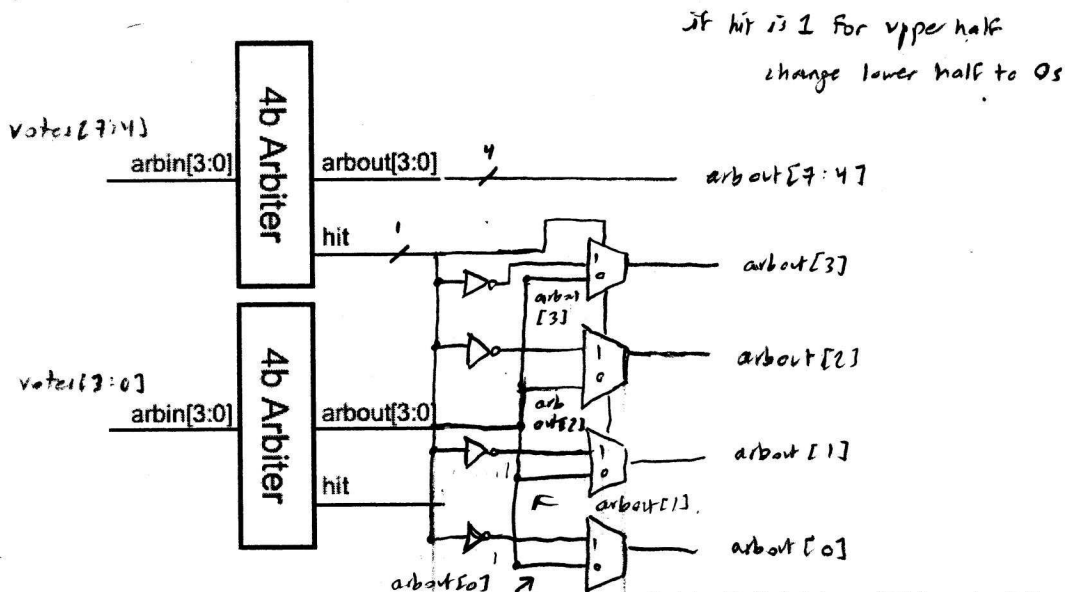 if hit is 1 for upper half
change lower half to 0s
votes[7:4]
4b Arbiter
arbin[3:0]
arbout[3:0]
4
arbout[7:4]
hit
1
1
0
arbout[3]
arbout
[3]
1
0
arbout[2]
votes[3:0]
4b Arbiter
arbin[3:0]
arbout[3:0]
arb
out[2]
1
0
arbout[1]
hit
arbout[1]
1
0
arbout[0]
arbout[0]